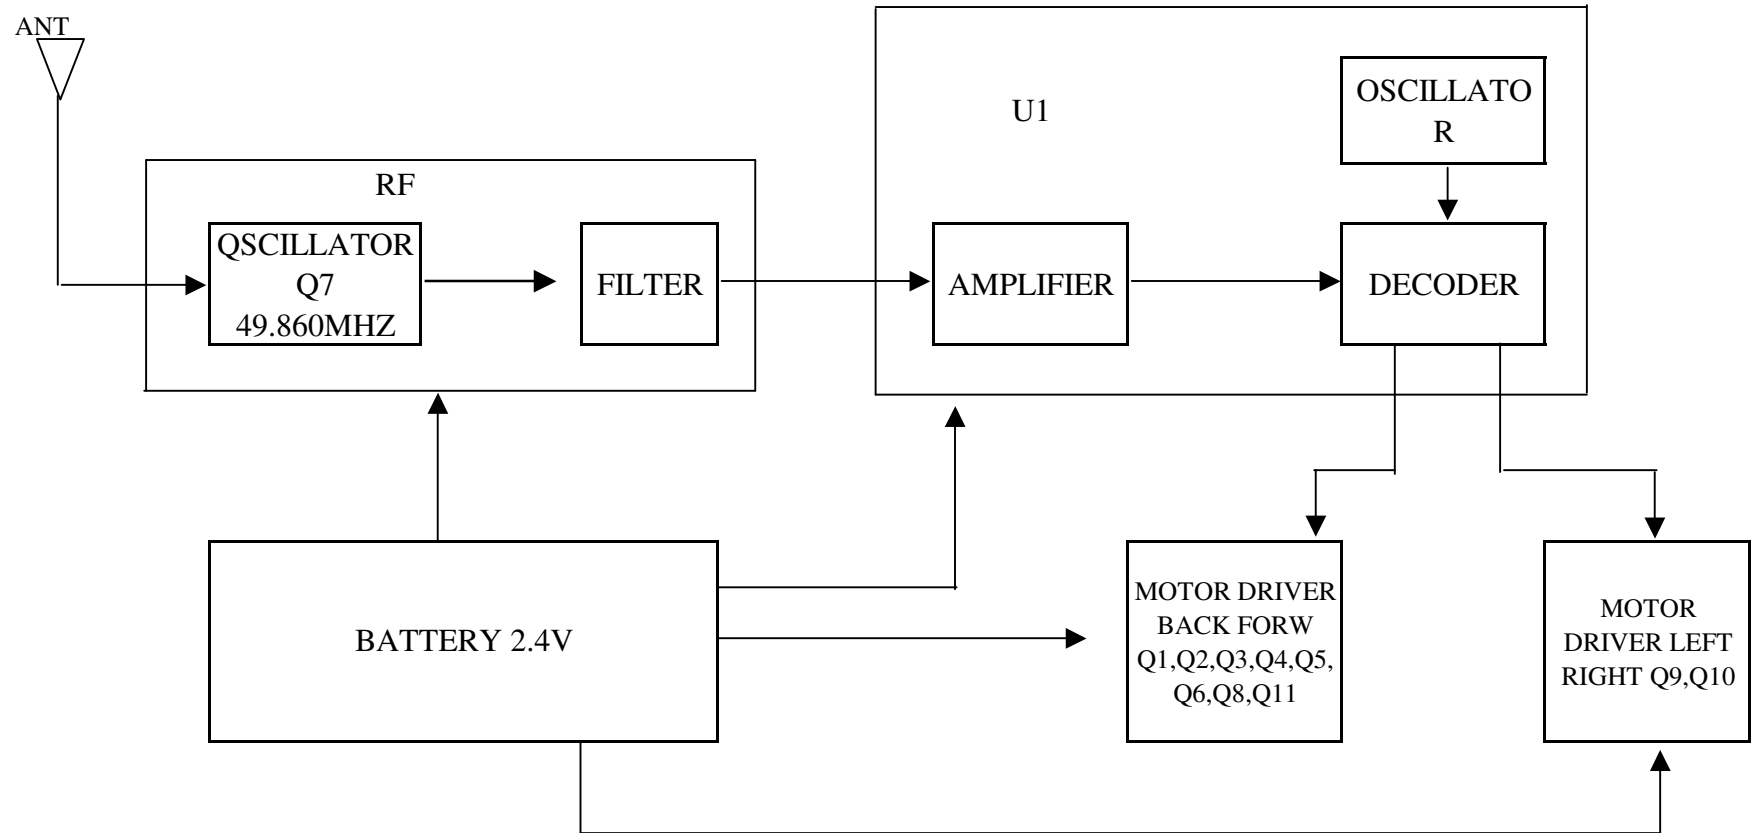 ANT
U1
OSCILLATO
R
RF
QSCILLATOR
Q7
49.860MHZ
FILTER
AMPLIFIER
DECODER
BATTERY 2.4V
MOTOR DRIVER
BACK FORW
Q1,Q2,Q3,Q4,Q5,
Q6,Q8,Q11
MOTOR
DRIVER LEFT
RIGHT Q9,Q10